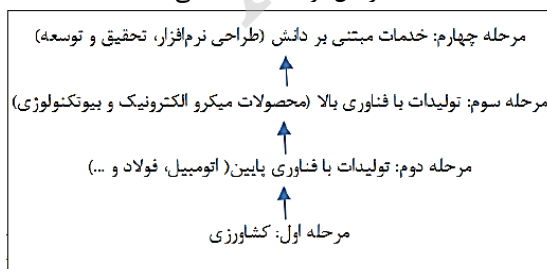 مرحله چهارم: خدمات مبتنی بر دانش (طراحی نرم‌افزار، تحقیق و توسعه)
مرحله سوم: تولیدات با فناوری بالا (محصولات میکرو الکترونیک و بیوتکنولوژی)
مرحله دوم: تولیدات با فناوری پایین( اتومبیل، فولاد و ...)
مرحله اول: کشاورزی